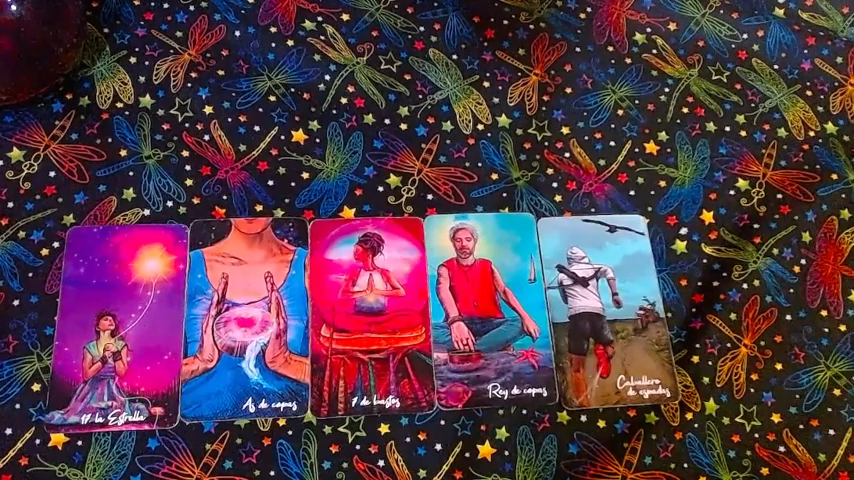 17 la Estrella
As de copas
7 de bastos
Rey de copas
Caballero
de espadas